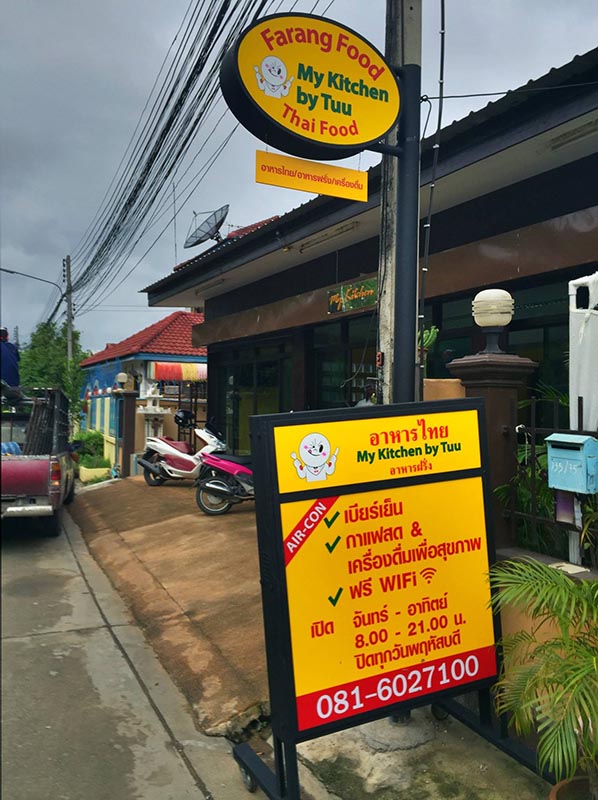 Farang Food
My Kitchen
by Tuu
Thai Food
อาหารไทย/อาหารฝรั่ง/เครื่องดื่ม
My Kitchen
อาหารไทย
My Kitchen by Tuu
อาหารฝรั่ง
AIR-CON
เบียร์เย็น
กาแฟสด &
เครื่องดื่มเพื่อสุขภาพ
ฟรี WIFi
เปิด จันทร์ - อาทิตย์
8.00 - 21.00 น.
ปิดทุกวันพฤหัสบดี
081-6027100